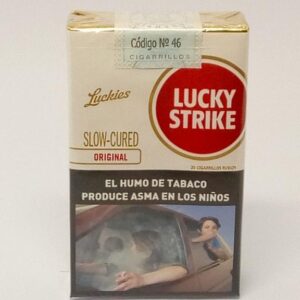 Código Nº 46
CIGARRILLOS
Luckies
LUCKY
STRIKE
SLOW-CURED
ORIGINAL
EL HUMO DE TABACO
PRODUCE ASMA EN LOS NIÑOS